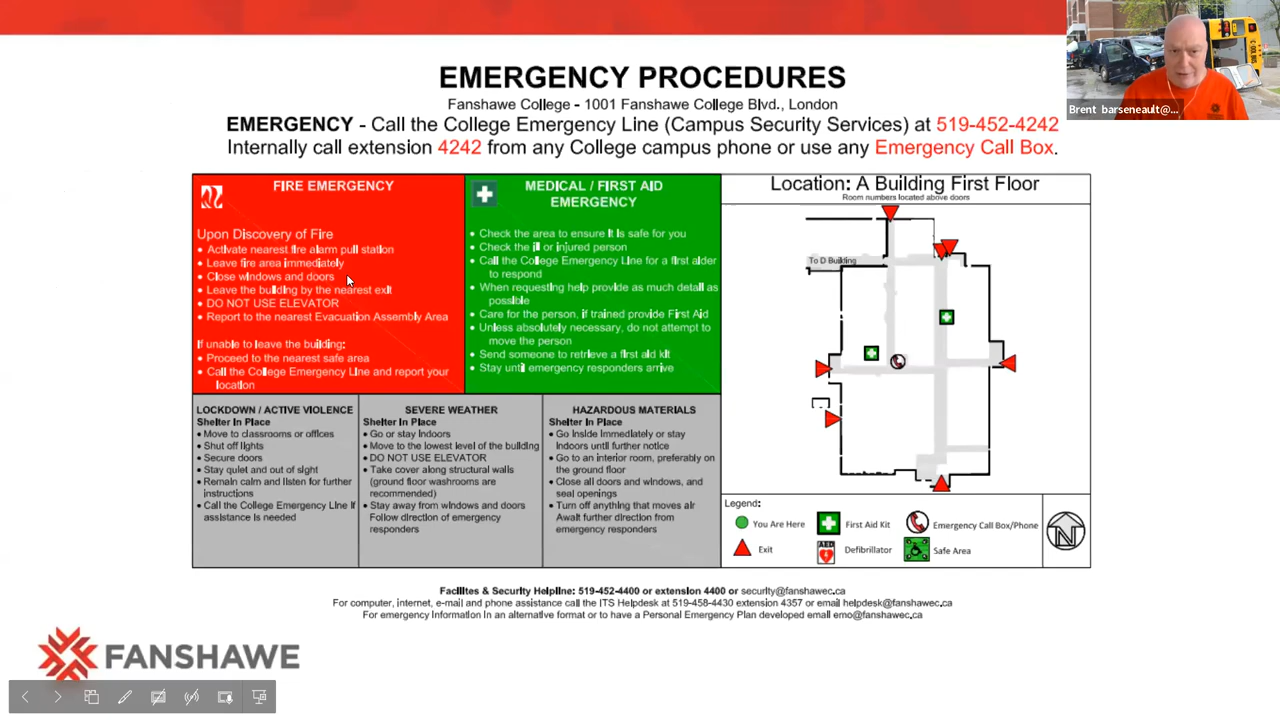 EMERGENCY PROCEDURES
Fanshawe College - 1001 Fanshawe College Blvd., London
EMERGENCY - Call the College Emergency Line (Campus Security Services) at 519-452-4242
Internally call extension 4242 from any College campus phone or use any Emergency Call Box.
Brent barseneault@...
FIRE EMERGENCY
Upon Discovery of Fire
• Activate nearest fire alarm pull station
• Leave fire area immediately
• Close windows and doors
• Leave the building by the nearest exit
• DO NOT USE ELEVATOR
• Report to the nearest Evacuation Assembly Area
If unable to leave the building:
• Proceed to the nearest safe area
• Call the College Emergency Line and report your
location
MEDICAL / FIRST AID
EMERGENCY
• Check the area to ensure it is safe for you
• Check the ill or injured person
• Call the College Emergency Line for a first aider
to respond
• When requesting help provide as much detail as
possible
• Care for the person, if trained provide First Aid
• Unless absolutely necessary, do not attempt to
move the person
• Send someone to retrieve a first aid kit
• Stay until emergency responders arrive
Location: A Building First Floor
Room numbers located above doors
To D Building
LOCKDOWN / ACTIVE VIOLENCE
Shelter In Place
• Move to classrooms or offices
• Shut off lights
• Secure doors
• Stay quiet and out of sight
• Remain calm and listen for further
instructions
• Call the College Emergency Line if
assistance is needed
SEVERE WEATHER
Shelter In Place
• Go or stay indoors
• Move to the lowest level of the building
• DO NOT USE ELEVATOR
• Take cover along structural walls
(ground floor washrooms are
recommended)
• Stay away from windows and doors
Follow direction of emergency
responders
HAZARDOUS MATERIALS
Shelter In Place
• Go inside immediately or stay
indoors until further notice
• Go to an interior room, preferably on
the ground floor
• Close all doors and windows, and
seal openings
• Turn off anything that moves air
Await further direction from
emergency responders
Legend:
You Are Here
First Aid Kit
Emergency Call Box/Phone
Exit
AED
Defibrillator
Safe Area
N
Facilites & Security Helpline: 519-452-4400 or extension 4400 or security@fanshawec.ca
For computer, internet, e-mail and phone assistance call the ITS Helpdesk at 519-458-4430 extension 4357 or email helpdesk@fanshawec.ca
For emergency information in an alternative format or to have a Personal Emergency Plan developed email emo@fanshawec.ca
FANSHAWE